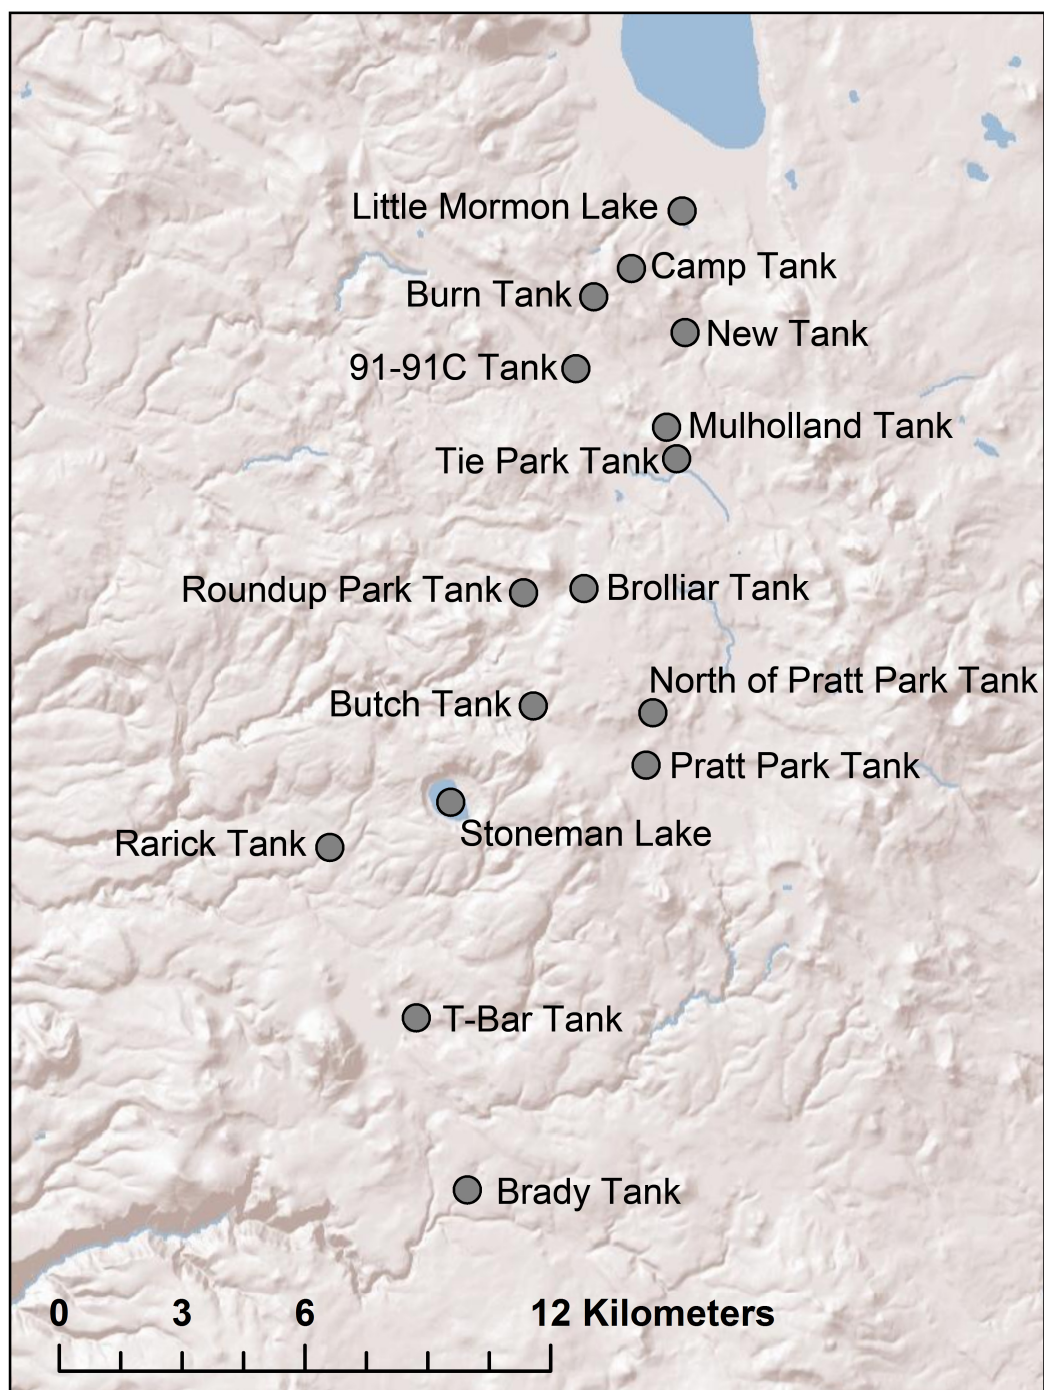 Little Mormon Lake
Camp Tank
Burn Tank
New Tank
91-91C Tank
Mulholland Tank
Tie Park Tank
Roundup Park Tank
Brolliar Tank
North of Pratt Park Tank
Butch Tank
Pratt Park Tank
Stoneman Lake
Rarick Tank
T-Bar Tank
Brady Tank
0 3 6 12 Kilometers